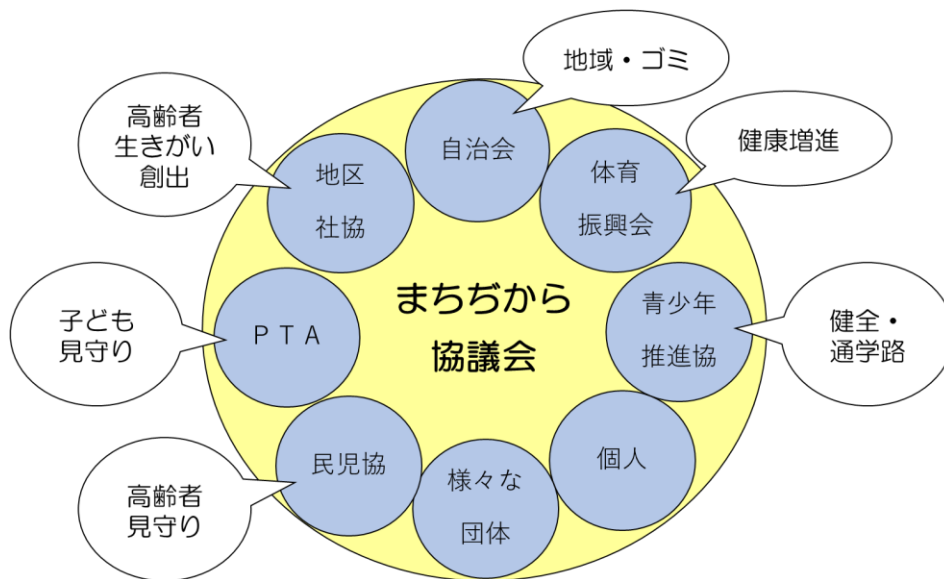 地域・ゴミ
高齢者
生きがい
創出
健康増進
自治会
地区
社協
体育
振興会
まちぢから
協議会
子ども
見守り
PTA
青少年
推進協
健全・
通学路
民児協
様々な
団体
個人
高齢者
見守り